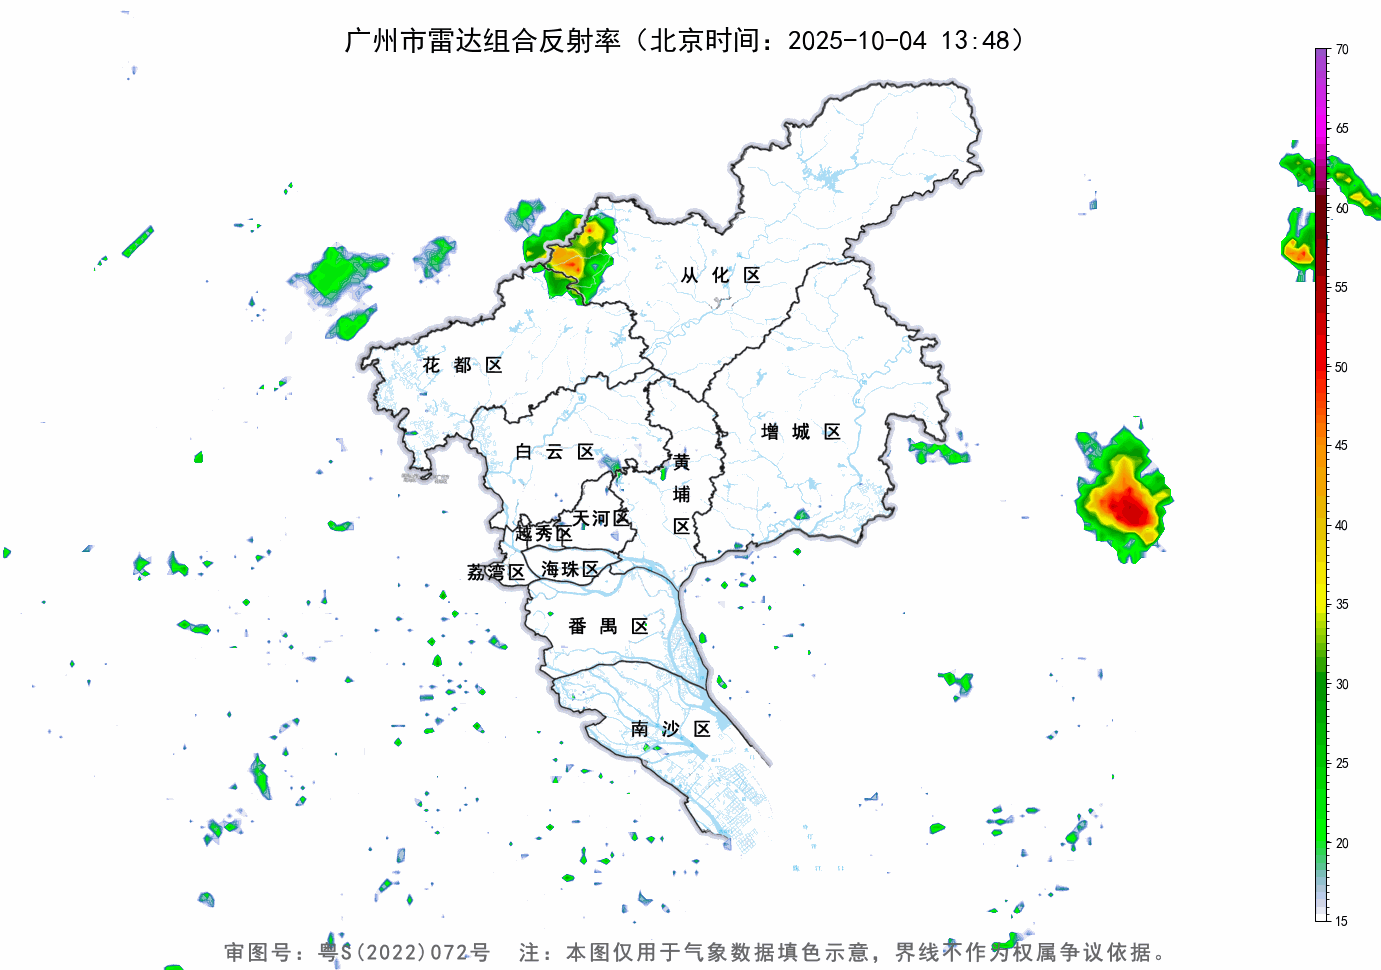 广州市雷达组合反射率（北京时间：2025-10-04 13:48）
70
65
60
55
50
45
40
35
30
25
20
15
从化区
花都区
增城区
白云区
黄埔区
天河区
越秀区
海珠区
荔湾区
番禺区
南沙区
审图号：粤S(2022)072号 注：本图仅用于气象数据填色示意，界线不作为权属争议依据。